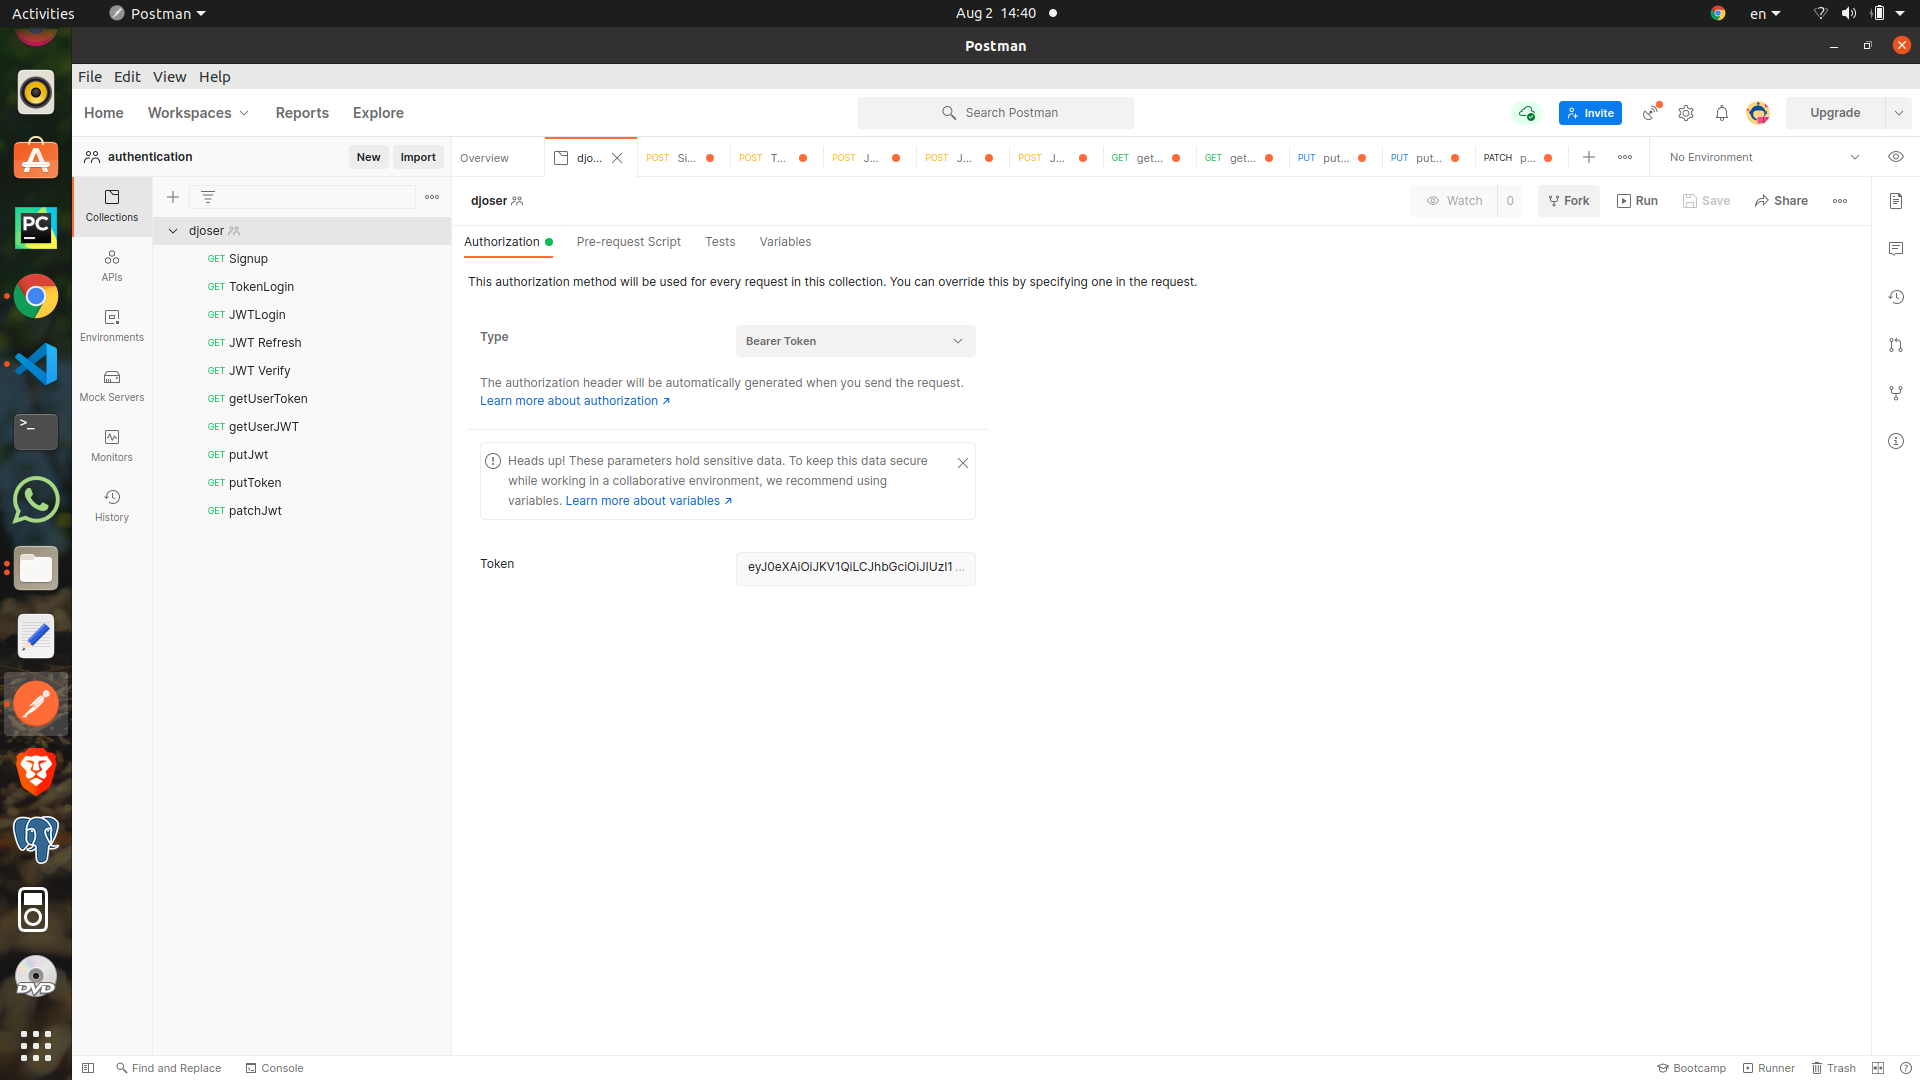 Activities
Postman
Aug 2 14:40
en
Postman
File Edit View Help
Home
Workspaces
Reports
Explore
Search Postman
Invite
Upgrade
authentication
New
Import
Overview
djo...
POST Si...
POST T...
POST J...
POST J...
POST J...
GET get...
GET get...
PUT put...
PUT put...
PATCH p...
No Environment
Collections
APIs
Environments
Mock Servers
Monitors
History
djoser
GET Signup
GET TokenLogin
GET JWTLogin
GET JWT Refresh
GET JWT Verify
GET getUserToken
GET getUserJWT
GET putJwt
GET putToken
GET patchJwt
djoser
Watch 0
Fork
Run
Save
Share
Authorization
Pre-request Script
Tests
Variables
This authorization method will be used for every request in this collection. You can override this by specifying one in the request.
Type
Bearer Token
The authorization header will be automatically generated when you send the request.
Learn more about authorization ↗
Heads up! These parameters hold sensitive data. To keep this data secure
while working in a collaborative environment, we recommend using
variables. Learn more about variables ↗
Token
eyJ0eXAiOiJKV1QiLCJhbGciOiJIUzI1 ...
PC
>_
DVD
Find and Replace
Console
Bootcamp
Runner
Trash